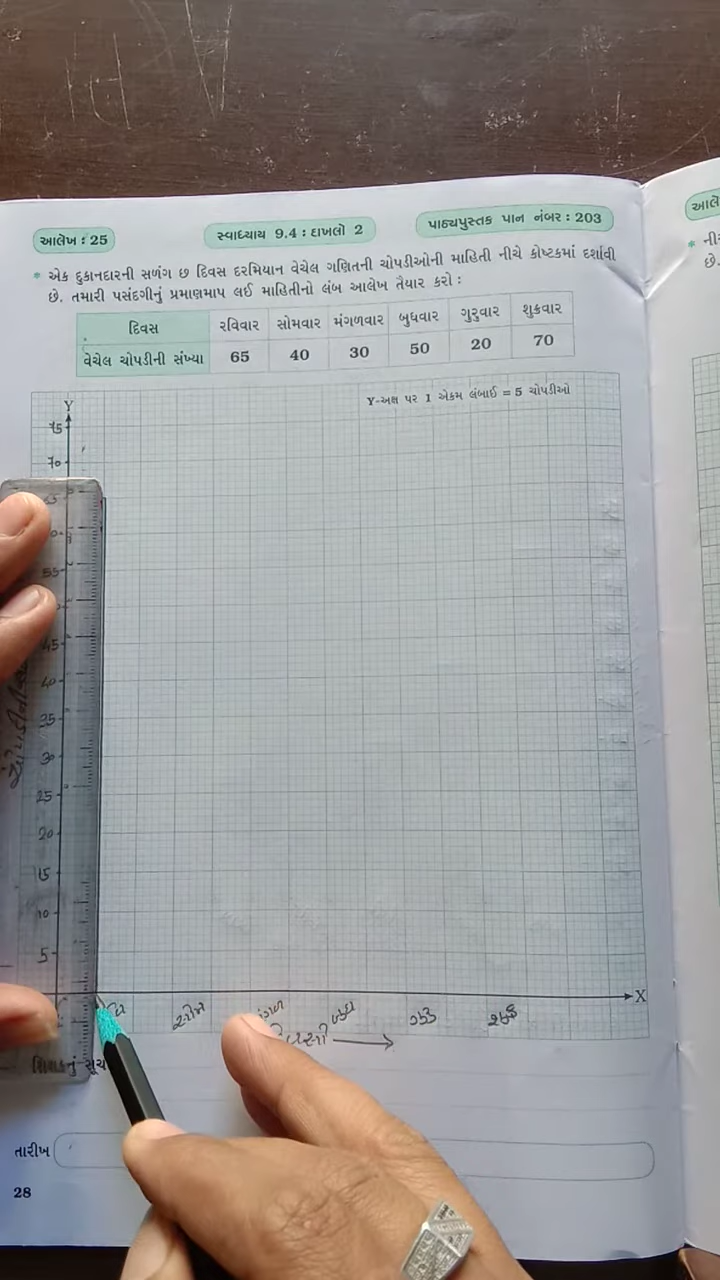 આલેખ : 25
સ્વાધ્યાય 9.4 : દાખલો 2
પાઠ્યપુસ્તક પાન નંબર : 203
* એક દુકાનદારની સળંગ છ દિવસ દરમિયાન વેચેલ ગણિતની ચોપડીઓની માહિતી નીચે કોષ્ટકમાં દર્શાવી
છે. તમારી પસંદગીનું પ્રમાણમાપ લઈ માહિતીનો લંબ આલેખ તૈયાર કરો :
દિવસ રવિવાર સોમવાર મંગળવાર બુધવાર ગુરુવાર શુક્રવાર
વેચેલ ચોપડીની સંખ્યા 65 40 30 50 20 70
Y-અક્ષ પર 1 એકમ લંબાઈ = 5 ચોપડીઓ
Y
75
70
55
45
40
35
30
25
20
15
10
5
X
સોમ બુધ ગુરુ શુક્ર
તારીખ
28
આલે
* ની
છે.